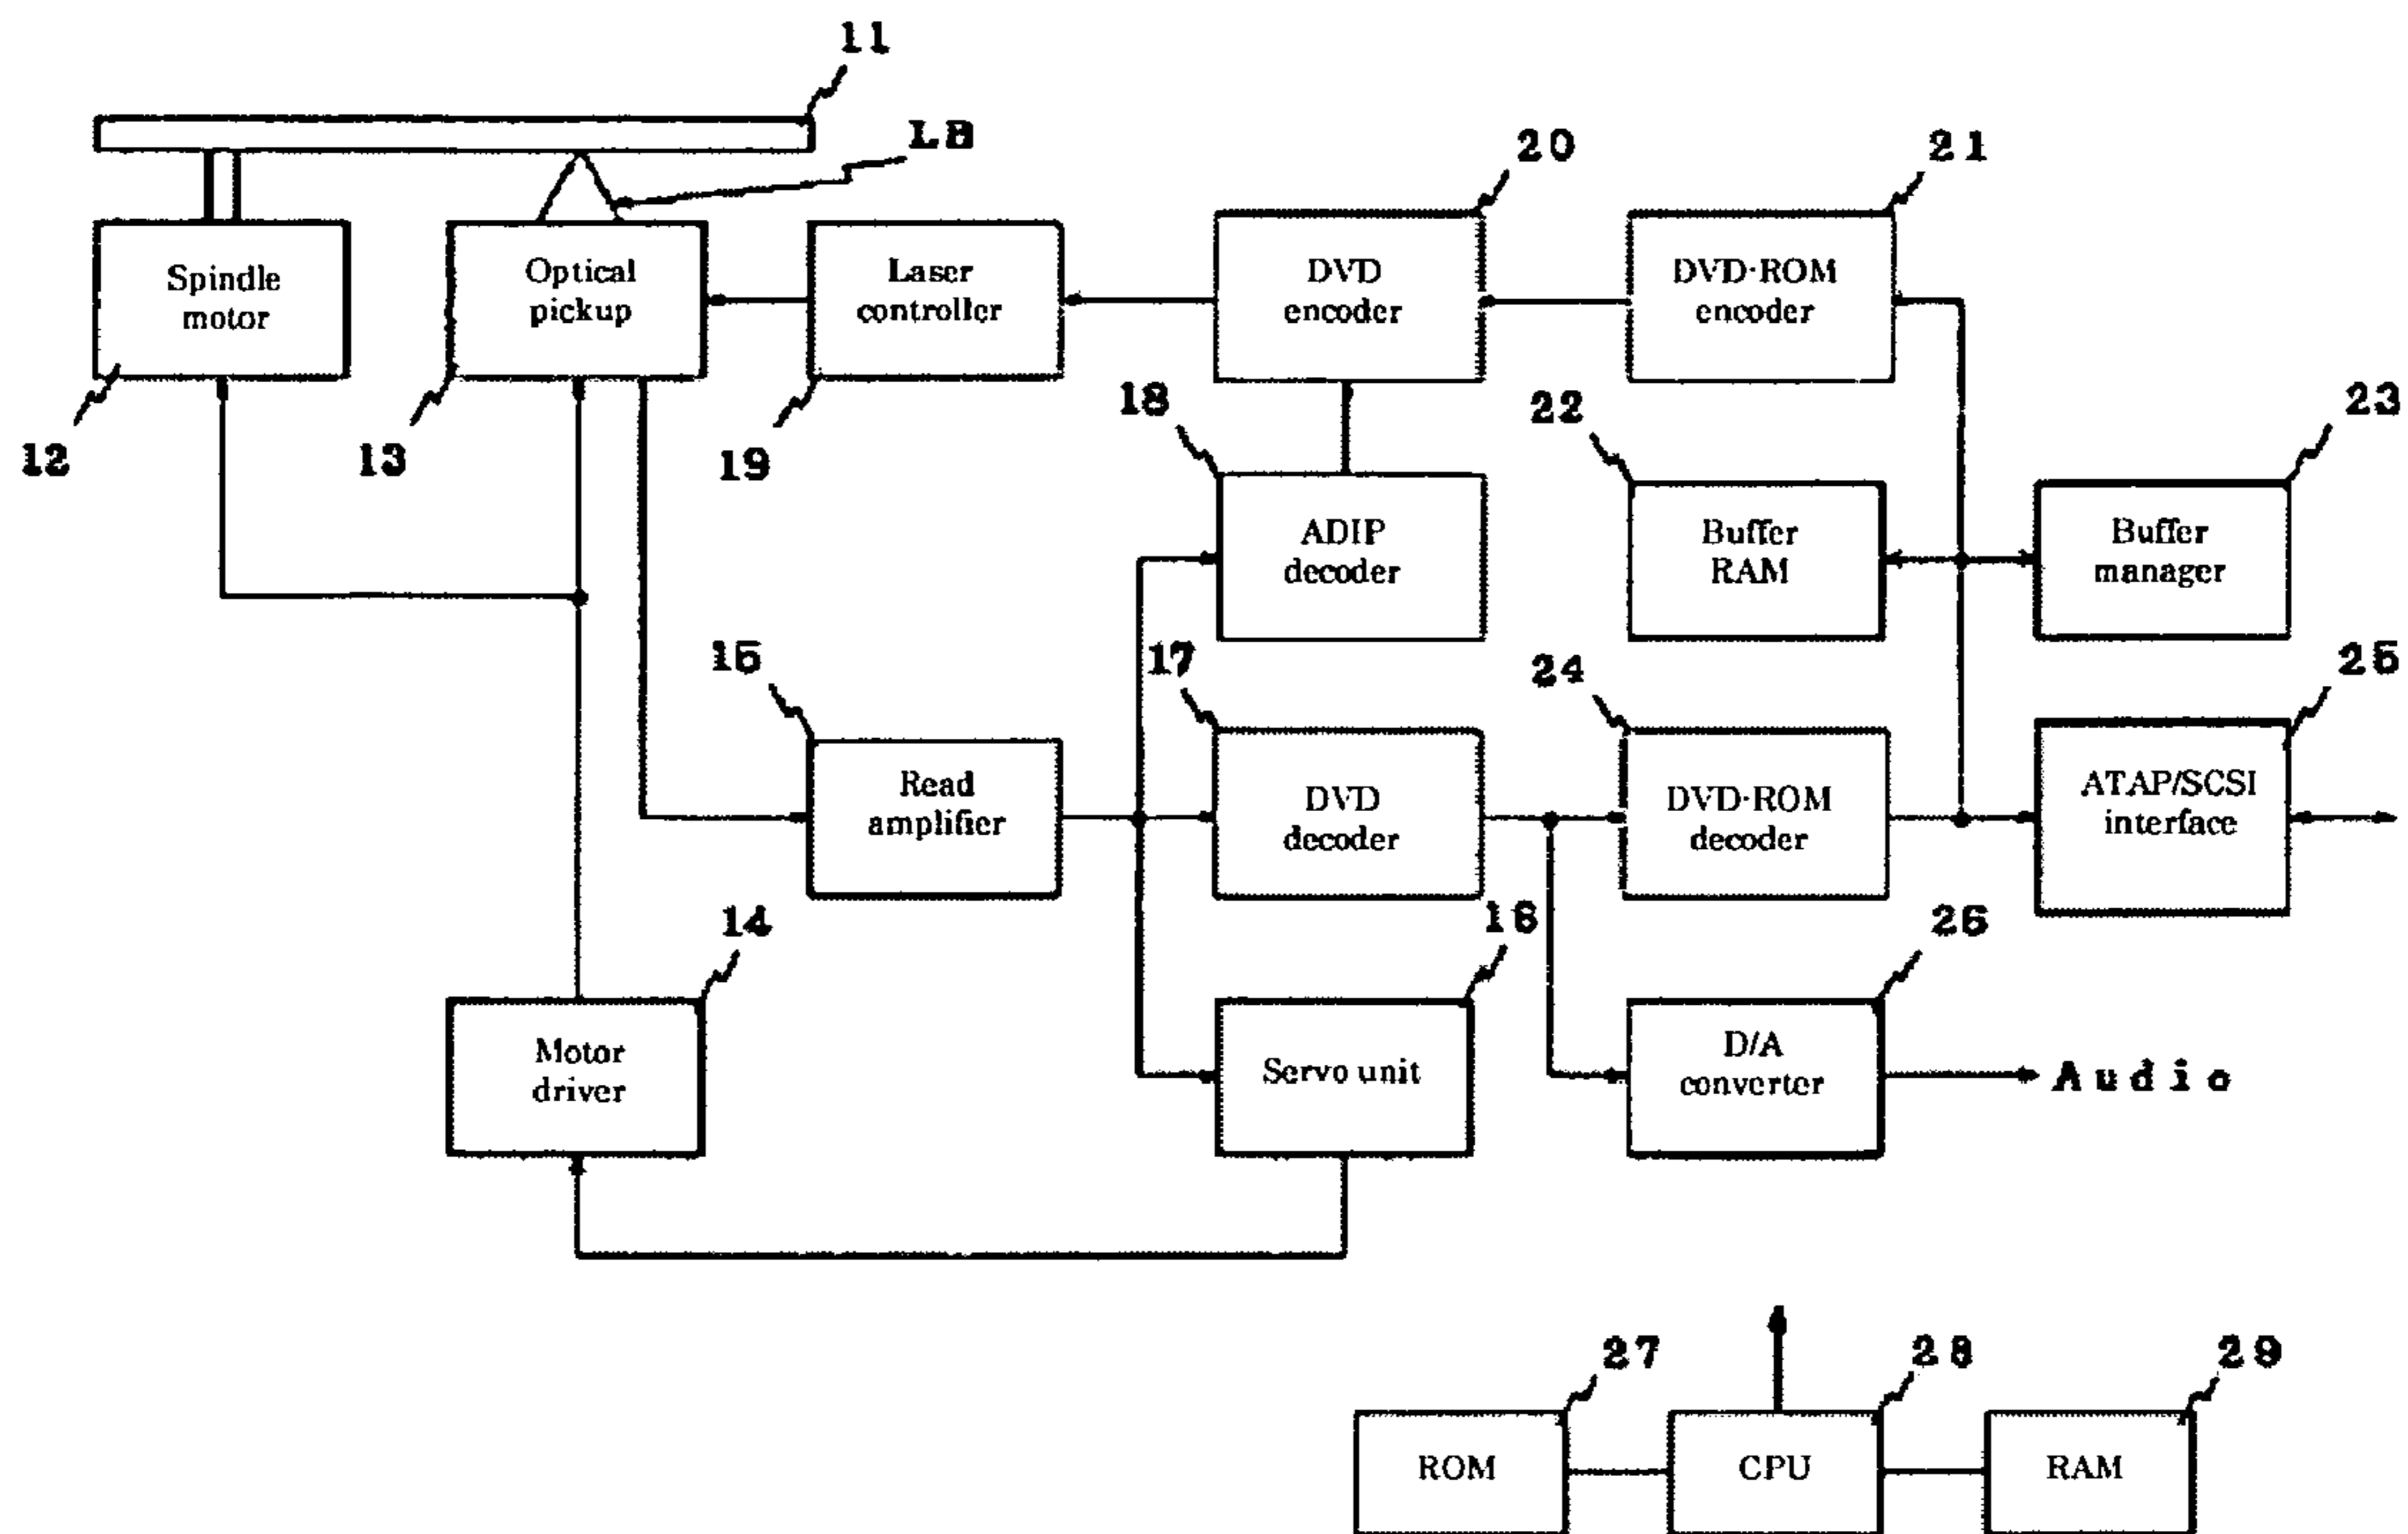 11
LB
20
21
Spindle
motor
Optical
pickup
Laser
controller
DVD
encoder
DVD-ROM
encoder
12
13
19
18
22
23
ADIP
decoder
Buffer
RAM
Buffer
manager
15
17
24
25
Read
amplifier
DVD
decoder
DVD-ROM
decoder
ATAP/SCSI
interface
14
16
26
Motor
driver
Servo unit
D/A
converter
Audio
27
28
29
ROM
CPU
RAM